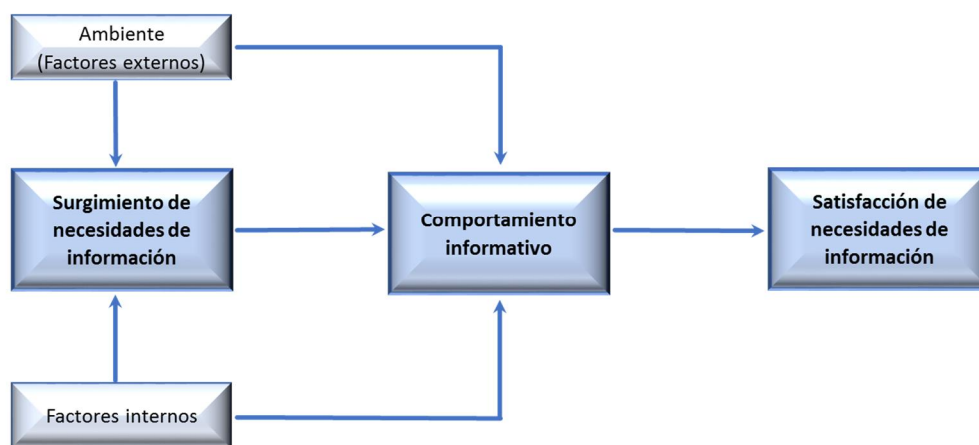 Ambiente
(Factores externos)
Surgimiento de
necesidades de
información
Comportamiento
informativo
Satisfacción de
necesidades de
información
Factores internos